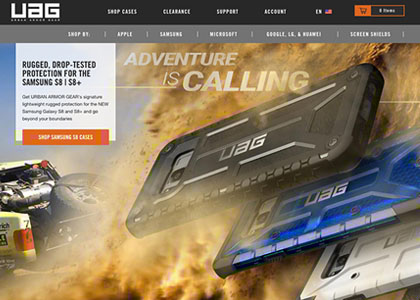 UAG
URBAN ARMOR GEAR
SHOP CASES CLEARANCE SUPPORT ACCOUNT EN 0 Items
SHOP BY: | APPLE | SAMSUNG | MICROSOFT | GOOGLE, LG, & HUAWEI | SCREEN SHIELDS |
ADVENTURE
IS CALLING
RUGGED, DROP-TESTED
PROTECTION FOR THE
SAMSUNG S8 | S8+
Get URBAN ARMOR GEAR's signature
lightweight rugged protection for the NEW
Samsung Galaxy S8 and S8+ and go
beyond your boundaries
SHOP SAMSUNG S8 CASES
UAG
UAG
UAG